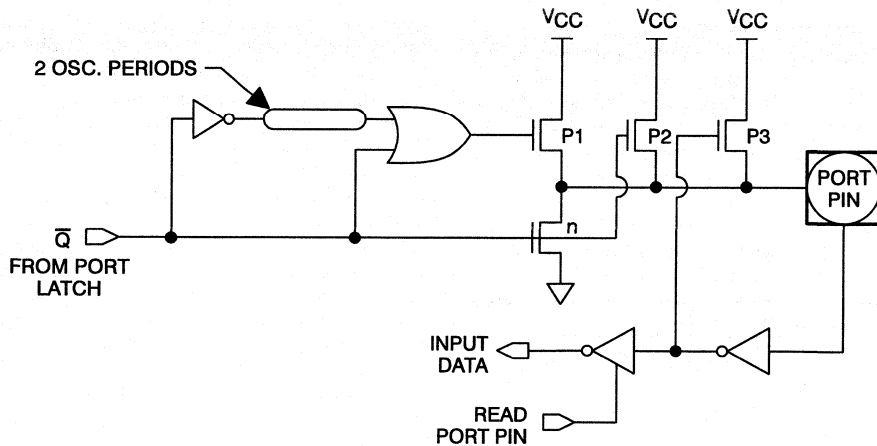 VCC
VCC
VCC
2 OSC. PERIODS
P1
P2
P3
PORT
PIN
n
Q̅
FROM PORT
LATCH
INPUT
DATA
READ
PORT PIN